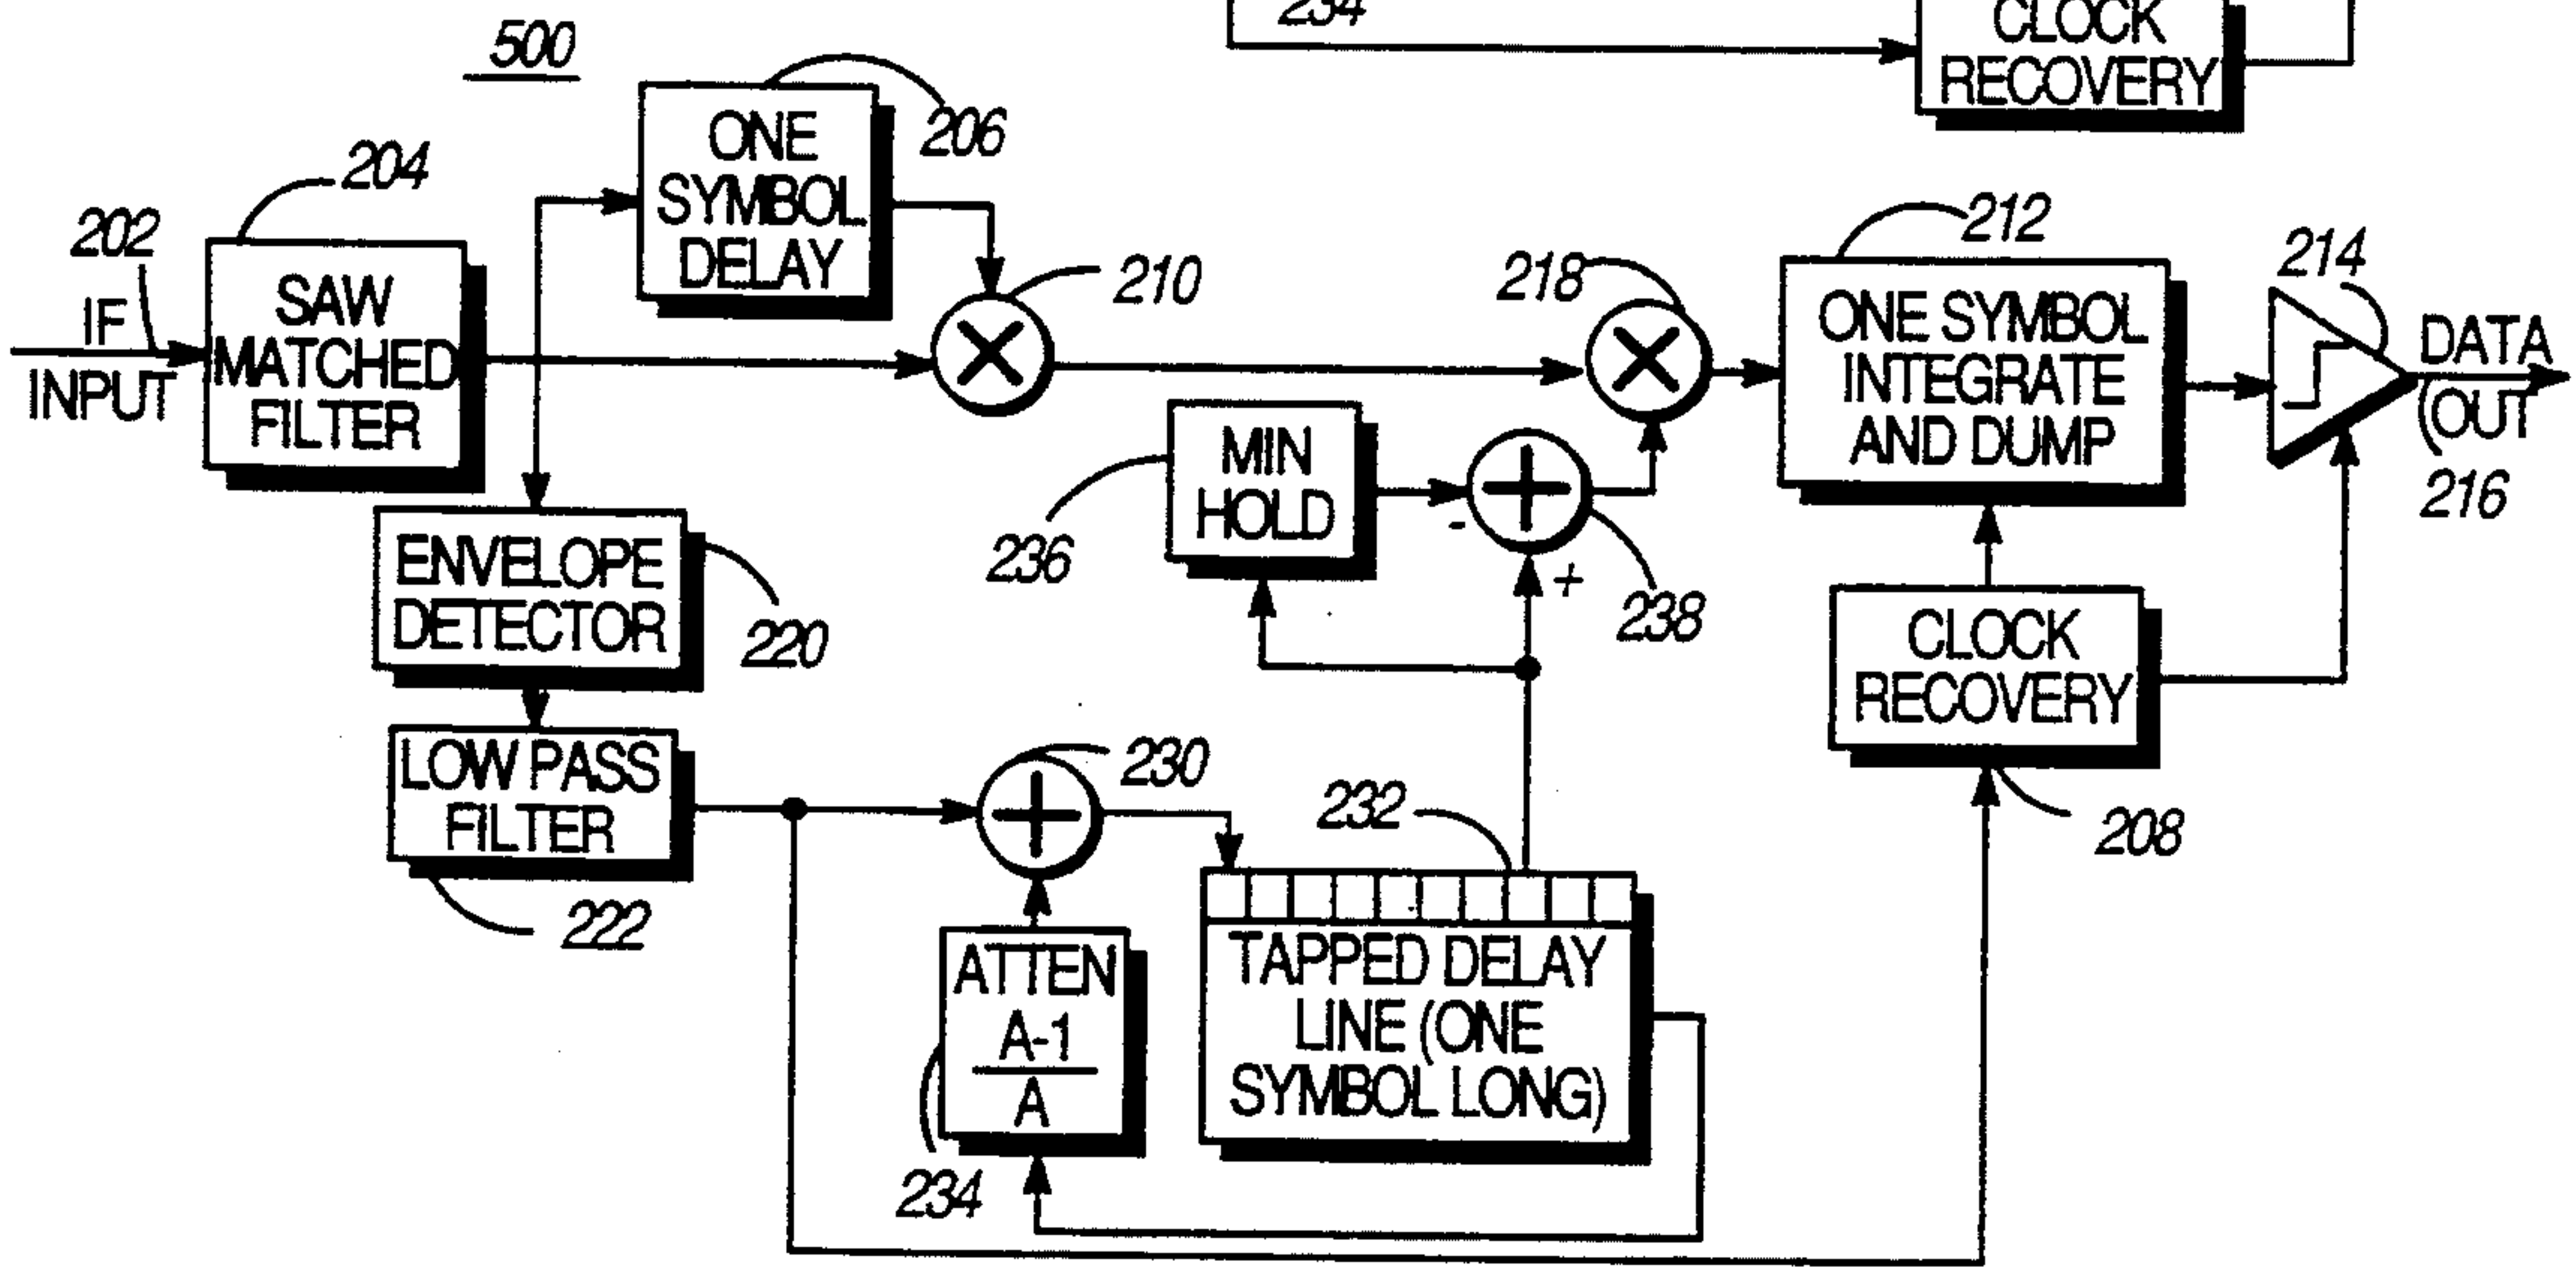 234
CLOCK
RECOVERY
500
206
ONE
SYMBOL
DELAY
204
202
IF
INPUT
SAW
MATCHED
FILTER
210
218
212
ONE SYMBOL
INTEGRATE
AND DUMP
214
DATA
OUT
216
MIN
HOLD
236
-
+
238
ENVELOPE
DETECTOR
220
CLOCK
RECOVERY
208
LOW PASS
FILTER
222
230
232
ATTEN
A-1
A
234
TAPPED DELAY
LINE (ONE
SYMBOL LONG)